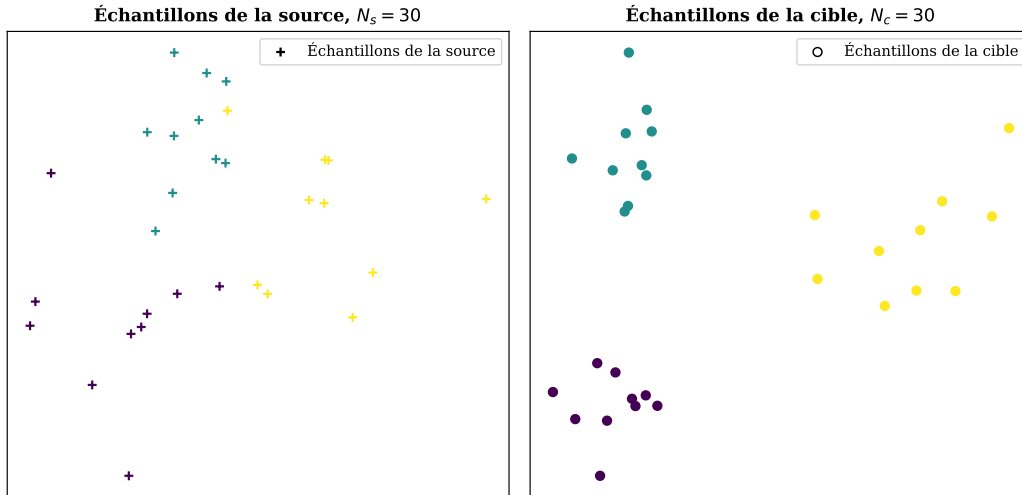 Échantillons de la source, $N_s = 30$
Échantillons de la source
Échantillons de la cible, $N_c = 30$
Échantillons de la cible